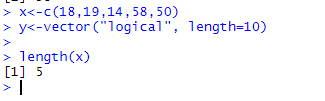 > x<-c(18,19,14,58,50)
> y<-vector("logical", length=10)
>
> length(x)
[1] 5
>